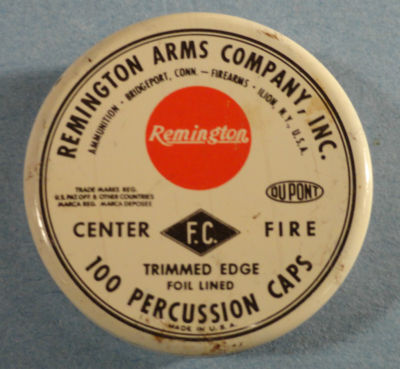 REMINGTON ARMS COMPANY, INC.
AMMUNITION - BRIDGEPORT, CONN. - FIREARMS - ILION, N.Y., U.S.A.
Remington
TRADE MARKS REG.
U.S. PAT. OFF. & OTHER COUNTRIES
MARCA REG. MARCA DEPOSEE
DU PONT
CENTER F.C. FIRE
TRIMMED EDGE
FOIL LINED
100 PERCUSSION CAPS
MADE IN U.S.A.